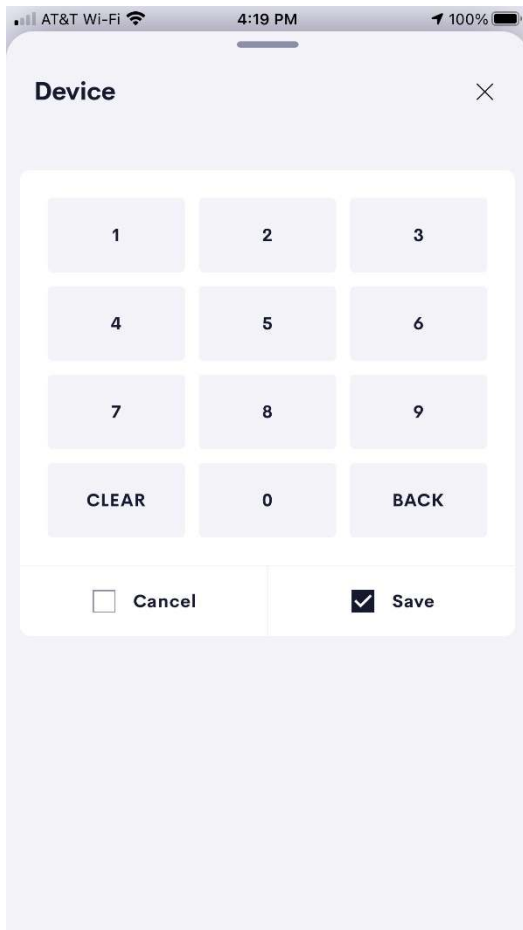 AT&T Wi-Fi 4:19 PM 100%
Device
1 2 3
4 5 6
7 8 9
CLEAR 0 BACK
Cancel Save